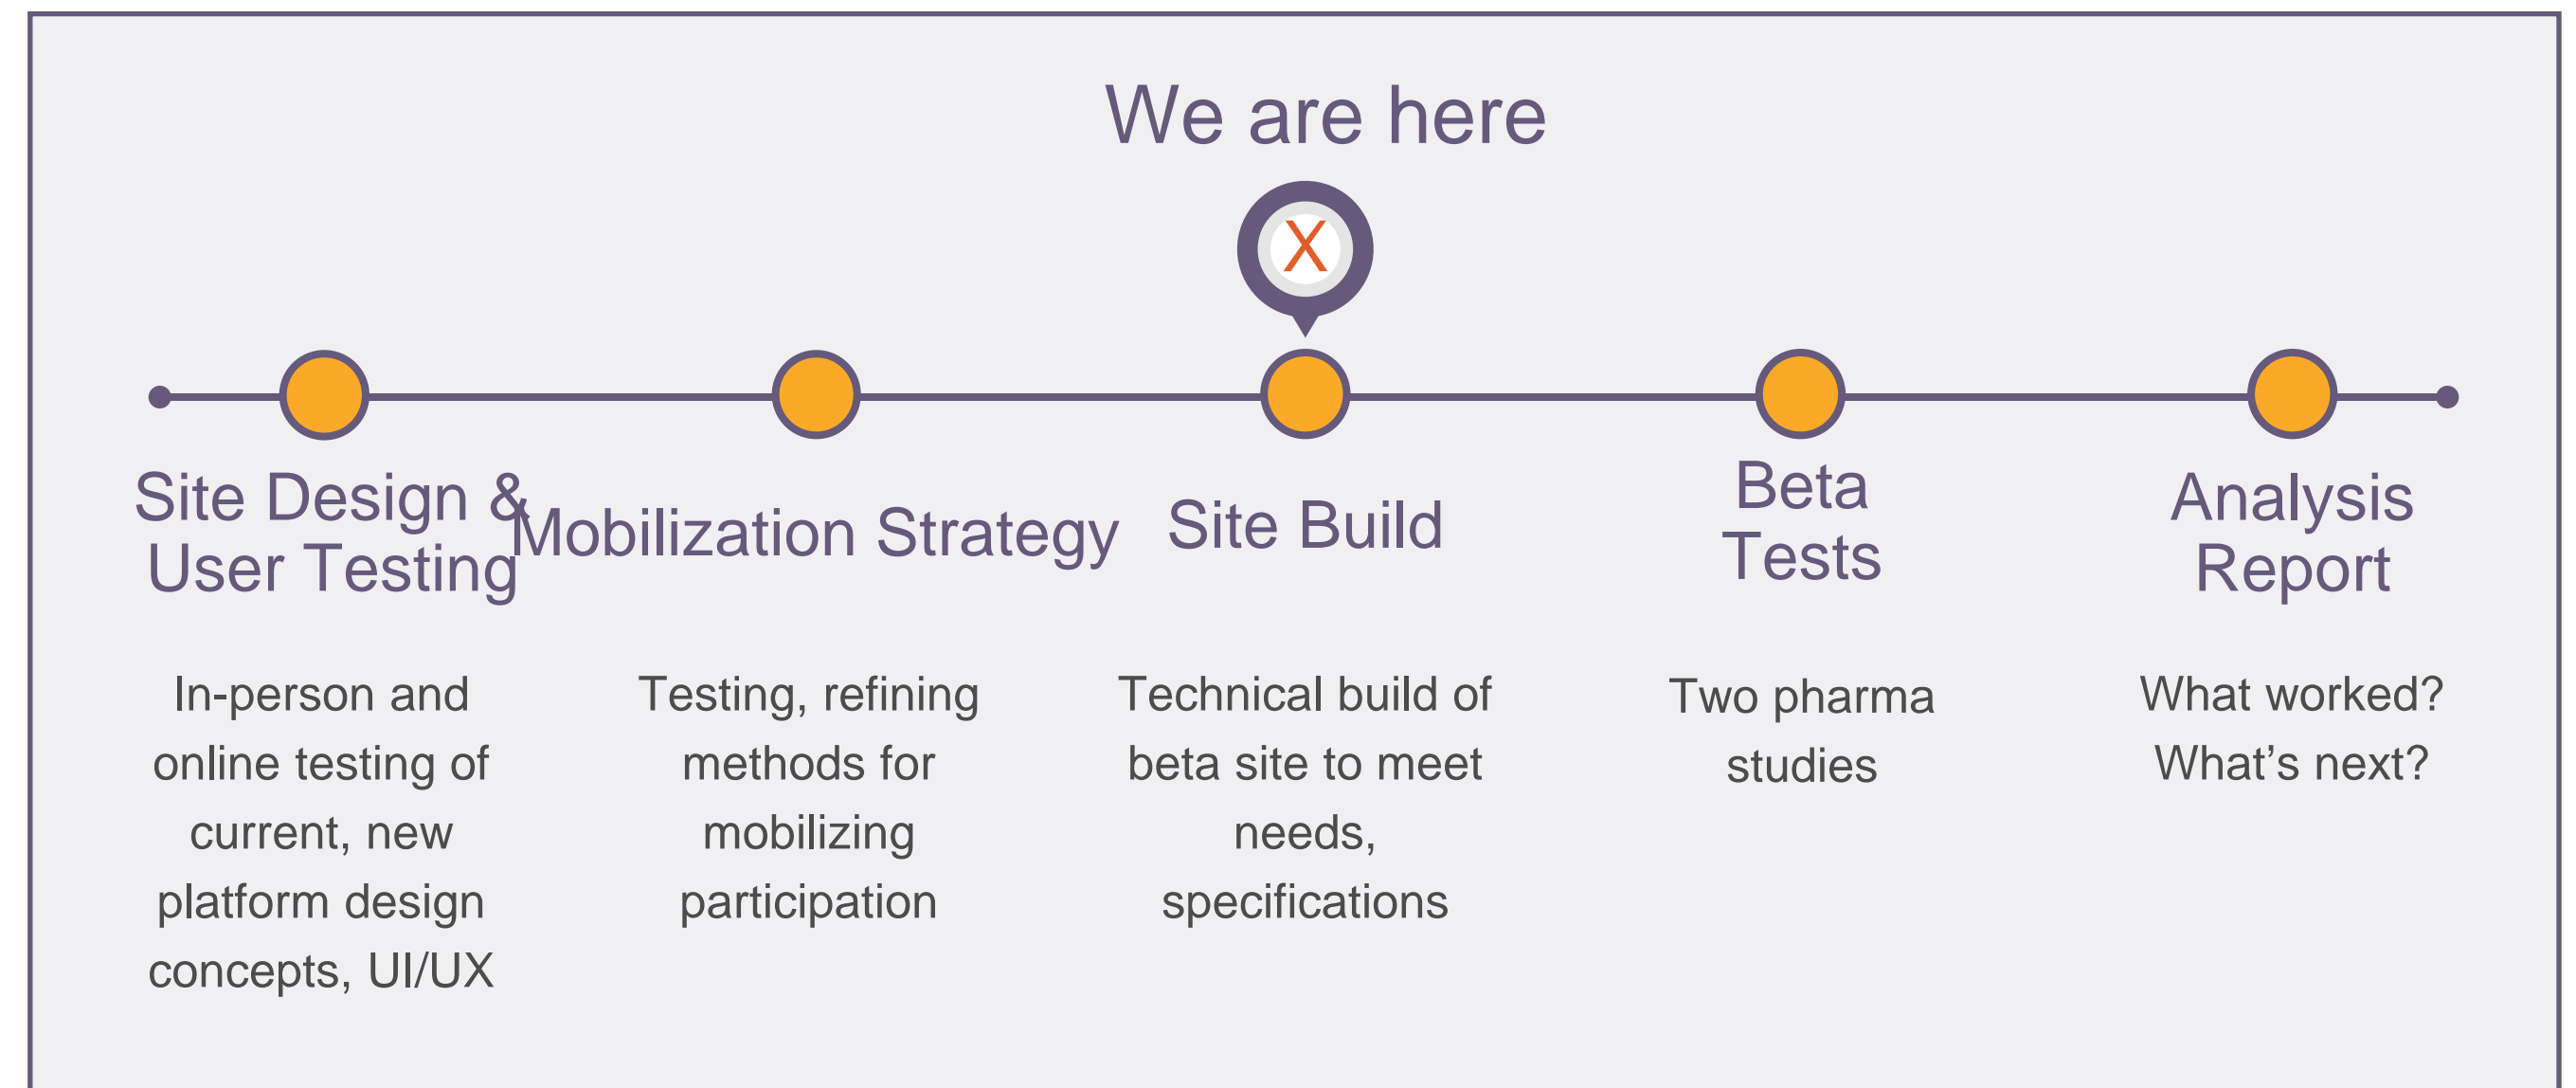 We are here
X
Site Design &
User Testing
Mobilization Strategy
Site Build
Beta
Tests
Analysis
Report
In-person and
online testing of
current, new
platform design
concepts, UI/UX
Testing, refining
methods for
mobilizing
participation
Technical build of
beta site to meet
needs,
specifications
Two pharma
studies
What worked?
What’s next?